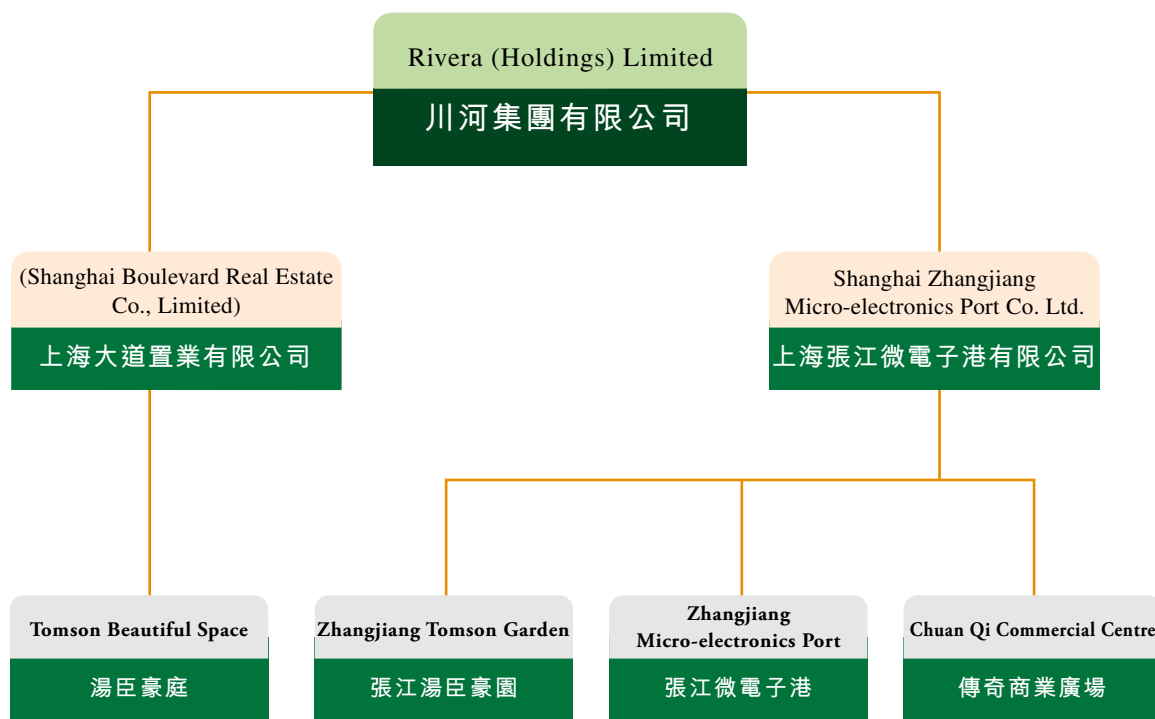 Rivera (Holdings) Limited
川河集團有限公司
(Shanghai Boulevard Real Estate
Co., Limited)
上海大道置業有限公司
Shanghai Zhangjiang
Micro-electronics Port Co. Ltd.
上海張江微電子港有限公司
Tomson Beautiful Space
湯臣豪庭
Zhangjiang Tomson Garden
張江湯臣豪園
Zhangjiang
Micro-electronics Port
張江微電子港
Chuan Qi Commercial Centre
傳奇商業廣場